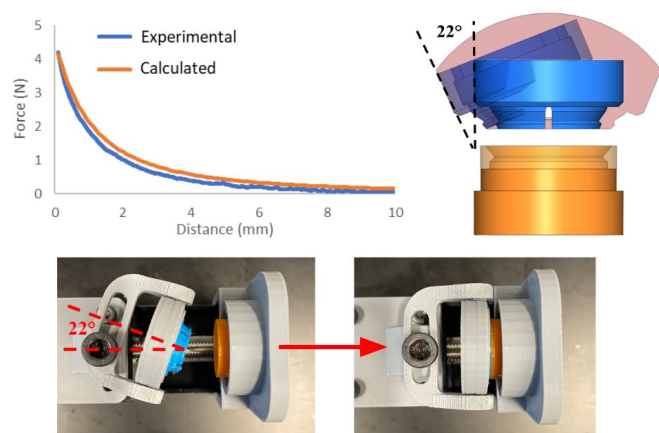 5
4
3
2
1
0
Force (N)
Experimental
Calculated
0 2 4 6 8 10
Distance (mm)
22°
22°